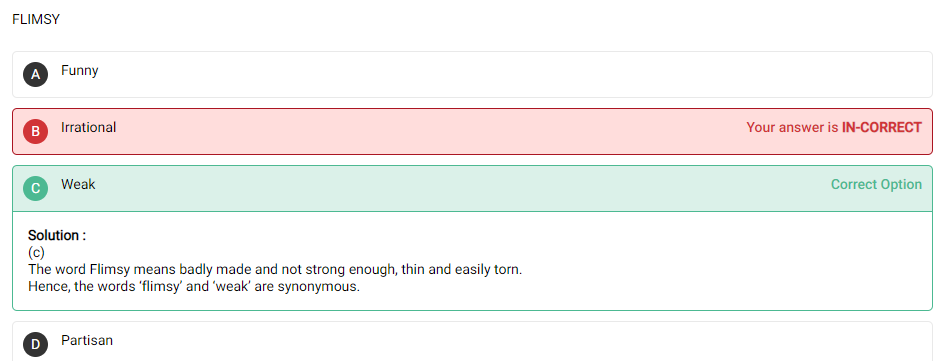 FLIMSY
A Funny
B Irrational Your answer is IN-CORRECT
C Weak Correct Option
Solution :
(c)
The word Flimsy means badly made and not strong enough, thin and easily torn.
Hence, the words ‘flimsy’ and ‘weak’ are synonymous.
D Partisan